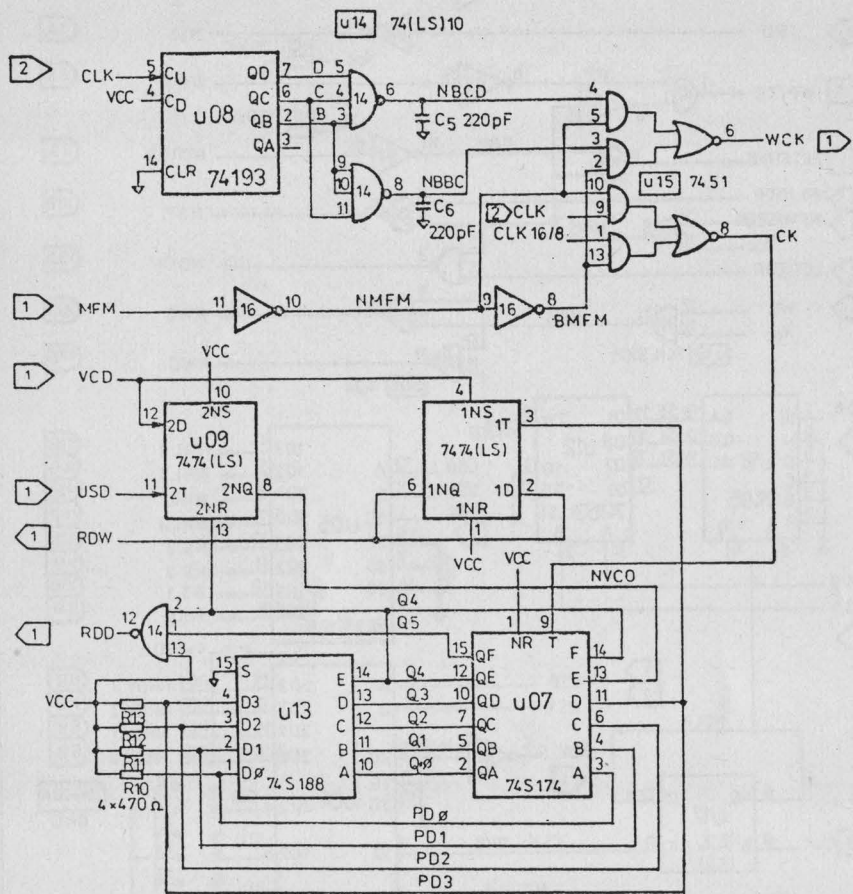 u14 74(LS)10
2 CLK 5 CU QD 7 D 5
VCC 4 CD QC 6 C 4 14 6 NBCD 4
u08 QB 2 B 3 C5 220pF 5
QA 3 3 6 WCK 1
14 CLR 9 2
74193 10 14 8 NBBC 10 u15 7451
11 C6 2 CLK 9
220pF CLK 16/8 1 8 CK
13
1 MFM 11 16 10 NMFM 9 16 8 BMFM
VCC
1 VCD 10 4
12 2D 2NS 1NS 1T 3
u09
7474(LS) 7474(LS)
1 USD 11 2T 2NQ 8 6 1NQ 1D 2
2NR 1NR
1 RDW 13 1
VCC VCC
NVCO
2 Q4 1 9
1 RDD 12 14 1 Q5 NR T
13 15 QF F 14
15 S E 14 Q4 12 QE E 13
VCC 4 D3 D 13 Q3 10 QD u07 D 11
R13 3 D2 u13 C 12 Q2 7 QC C 6
R12 2 D1 B 11 Q1 5 QB B 4
R11 1 DØ A 10 QØ 2 QA A 3
R10 74S188 74S174
4×470Ω
PDØ
PD1
PD2
PD3